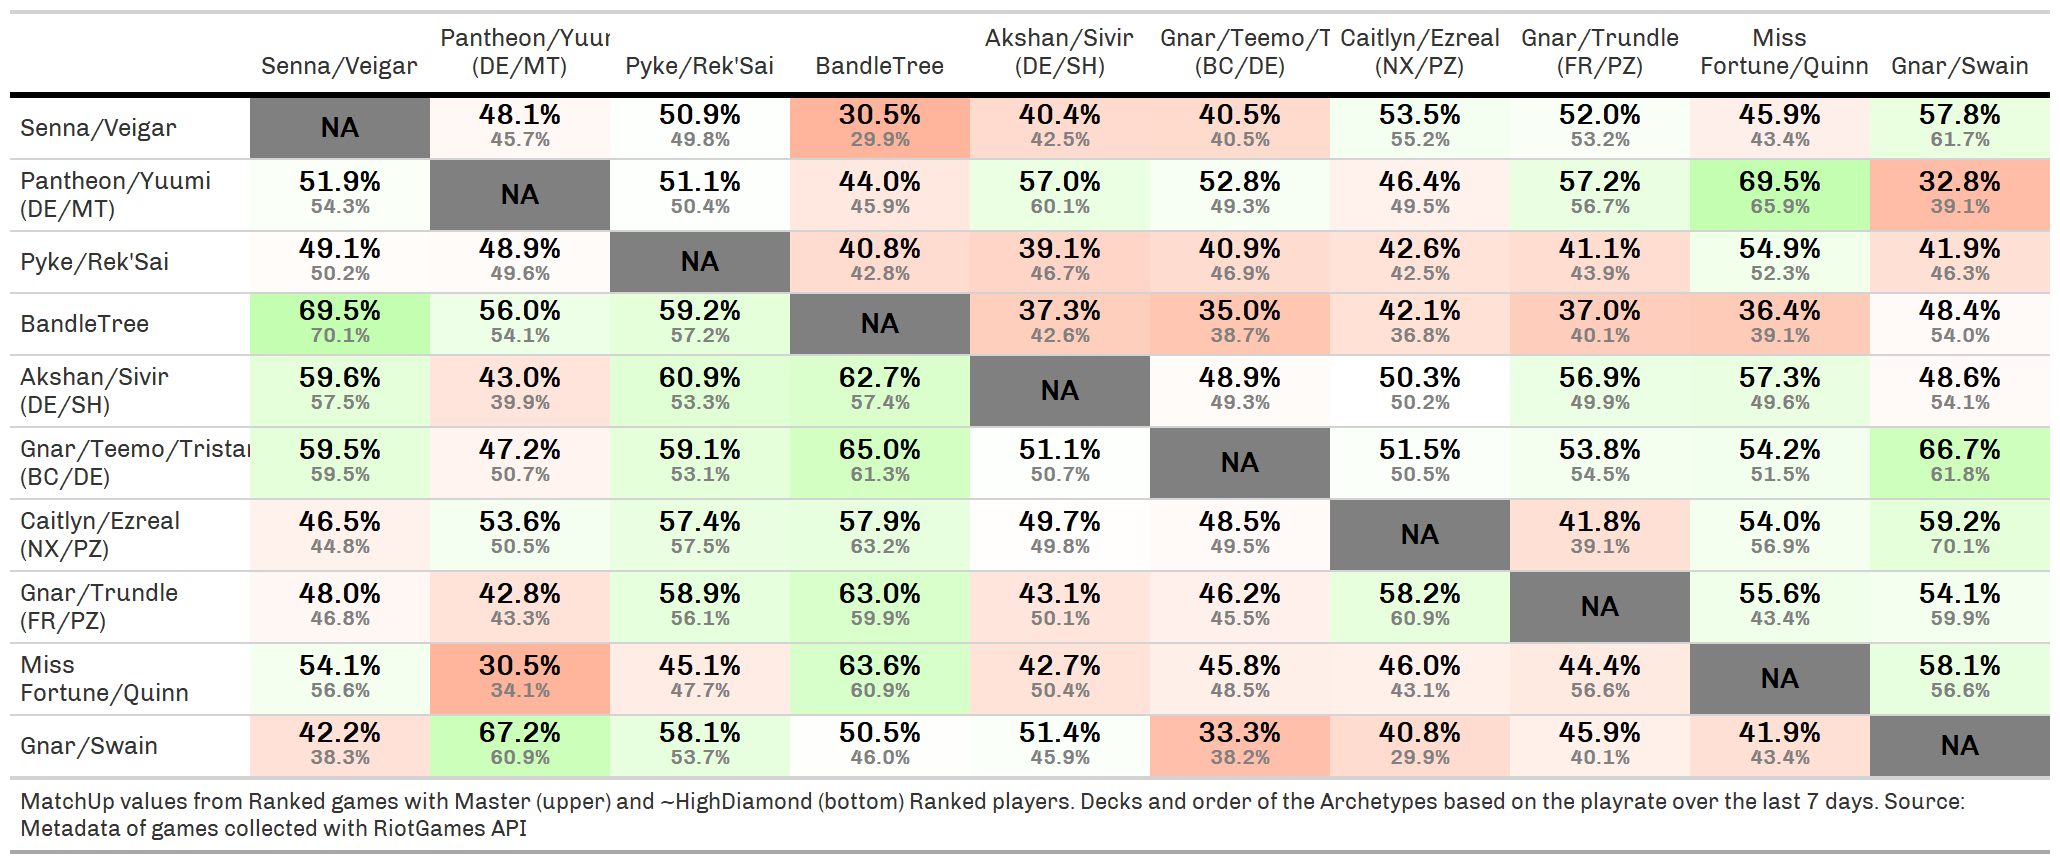 Senna/Veigar Pantheon/Yuur (DE/MT) Pyke/Rek'Sai BandleTree Akshan/Sivir (DE/SH) Gnar/Teemo/T (BC/DE) Caitlyn/Ezreal (NX/PZ) Gnar/Trundle (FR/PZ) Miss Fortune/Quinn Gnar/Swain
Senna/Veigar NA 48.1% 50.9% 30.5% 40.4% 40.5% 53.5% 52.0% 45.9% 57.8%
45.7% 49.8% 29.9% 42.5% 40.5% 55.2% 53.2% 43.4% 61.7%
Pantheon/Yuumi 51.9% NA 51.1% 44.0% 57.0% 52.8% 46.4% 57.2% 69.5% 32.8%
(DE/MT) 54.3% 50.4% 45.9% 60.1% 49.3% 49.5% 56.7% 65.9% 39.1%
Pyke/Rek'Sai 49.1% 48.9% NA 40.8% 39.1% 40.9% 42.6% 41.1% 54.9% 41.9%
50.2% 49.6% 42.8% 46.7% 46.9% 42.5% 43.9% 52.3% 46.3%
BandleTree 69.5% 56.0% 59.2% NA 37.3% 35.0% 42.1% 37.0% 36.4% 48.4%
70.1% 54.1% 57.2% 42.6% 38.7% 36.8% 40.1% 39.1% 54.0%
Akshan/Sivir 59.6% 43.0% 60.9% 62.7% NA 48.9% 50.3% 56.9% 57.3% 48.6%
(DE/SH) 57.5% 39.9% 53.3% 57.4% 49.3% 50.2% 49.9% 49.6% 54.1%
Gnar/Teemo/Tristar 59.5% 47.2% 59.1% 65.0% 51.1% NA 51.5% 53.8% 54.2% 66.7%
(BC/DE) 59.5% 50.7% 53.1% 61.3% 50.7% 50.5% 54.5% 51.5% 61.8%
Caitlyn/Ezreal 46.5% 53.6% 57.4% 57.9% 49.7% 48.5% NA 41.8% 54.0% 59.2%
(NX/PZ) 44.8% 50.5% 57.5% 63.2% 49.8% 49.5% 39.1% 56.9% 70.1%
Gnar/Trundle 48.0% 42.8% 58.9% 63.0% 43.1% 46.2% 58.2% NA 55.6% 54.1%
(FR/PZ) 46.8% 43.3% 56.1% 59.9% 50.1% 45.5% 60.9% 43.4% 59.9%
Miss 54.1% 30.5% 45.1% 63.6% 42.7% 45.8% 46.0% 44.4% NA 58.1%
Fortune/Quinn 56.6% 34.1% 47.7% 60.9% 50.4% 48.5% 43.1% 56.6% 56.6%
Gnar/Swain 42.2% 67.2% 58.1% 50.5% 51.4% 33.3% 40.8% 45.9% 41.9% NA
38.3% 60.9% 53.7% 46.0% 45.9% 38.2% 29.9% 40.1% 43.4%
MatchUp values from Ranked games with Master (upper) and ~HighDiamond (bottom) Ranked players. Decks and order of the Archetypes based on the playrate over the last 7 days. Source:
Metadada of games collected with RiotGames API